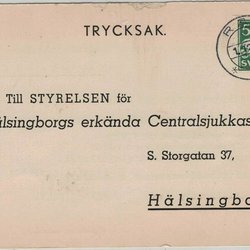 TRYCKSAK.
Till STYRELSEN för
älsingborgs erkända Centralsjukkas
S. Storgatan 37,
Hälsingbo